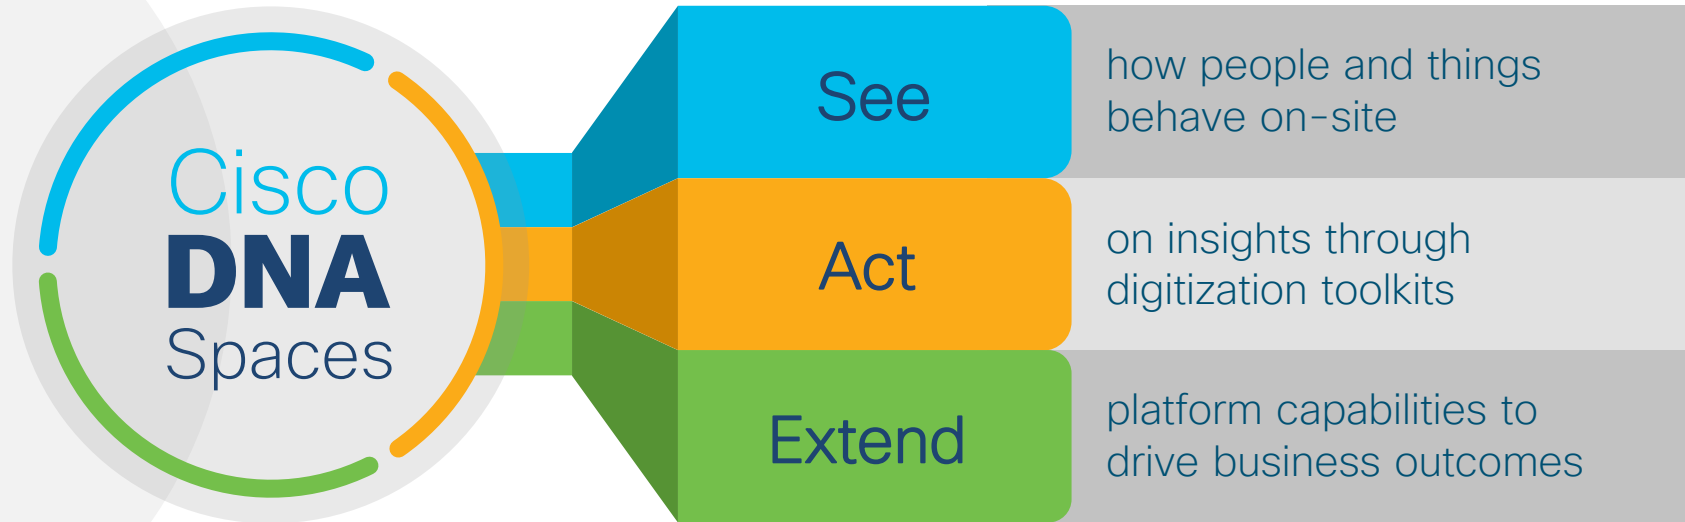 Cisco
DNA
Spaces
See
how people and things
behave on-site
Act
on insights through
digitization toolkits
Extend
platform capabilities to
drive business outcomes